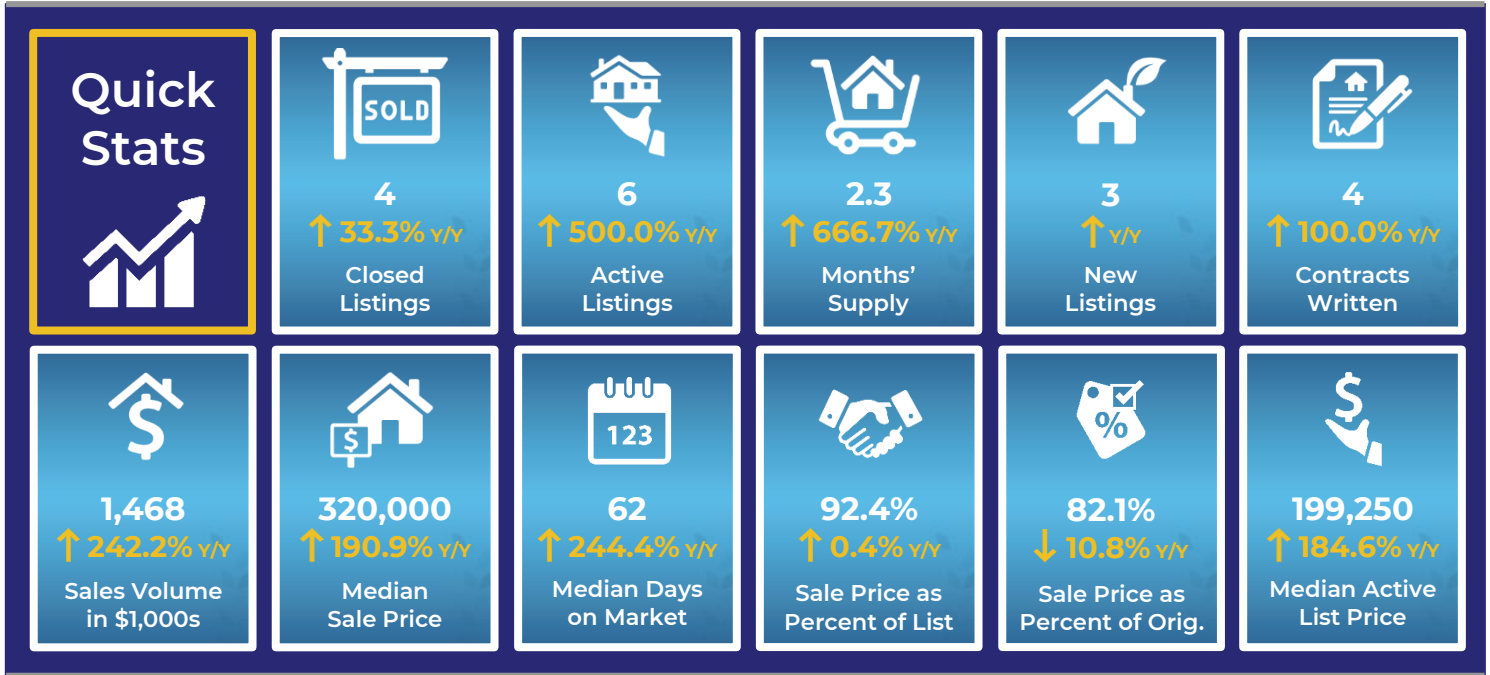 Quick
Stats
SOLD
4
↑ 33.3% Y/Y
Closed
Listings
6
↑ 500.0% Y/Y
Active
Listings
2.3
↑ 666.7% Y/Y
Months’
Supply
3
↑ Y/Y
New
Listings
4
↑ 100.0% Y/Y
Contracts
Written
$
1,468
↑ 242.2% Y/Y
Sales Volume
in $1,000s
$
320,000
↑ 190.9% Y/Y
Median
Sale Price
123
62
↑ 244.4% Y/Y
Median Days
on Market
92.4%
↑ 0.4% Y/Y
Sale Price as
Percent of List
%
82.1%
↓ 10.8% Y/Y
Sale Price as
Percent of Orig.
$
199,250
↑ 184.6% Y/Y
Median Active
List Price